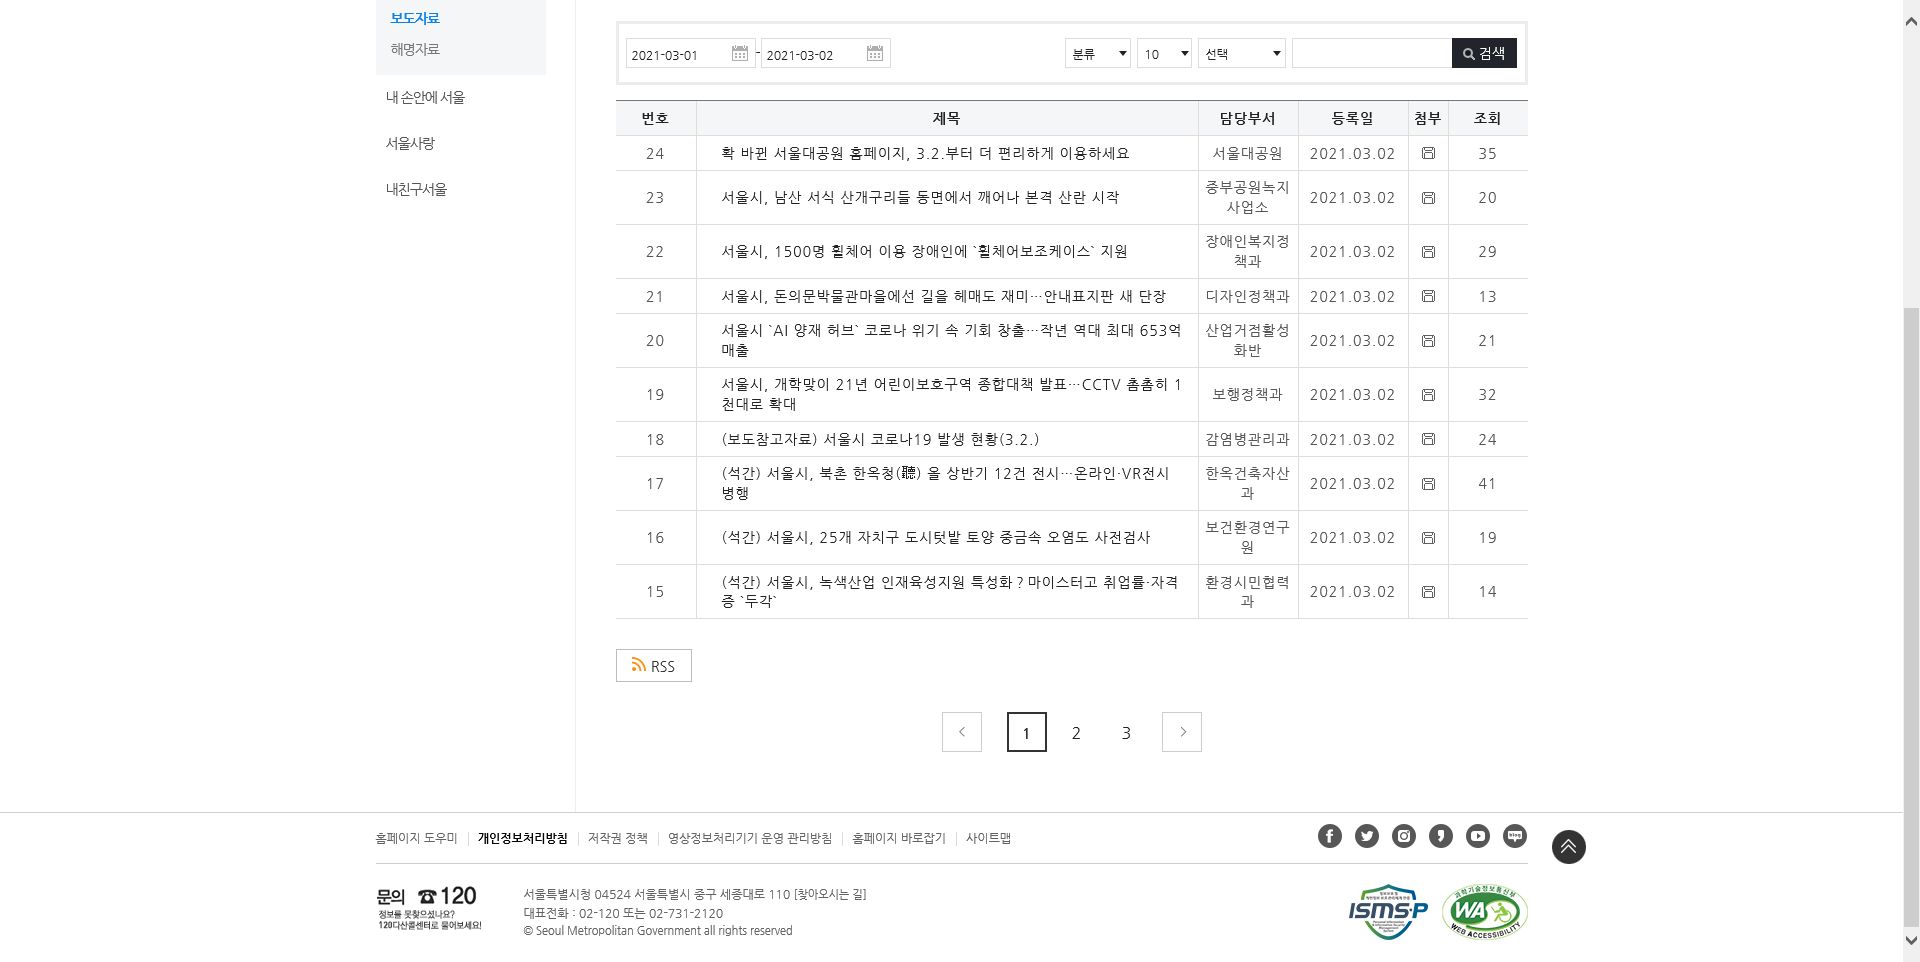 보도자료
해명자료
내 손안에 서울
서울사랑
내친구서울
2021-03-01 - 2021-03-02 분류 10 선택 검색
번호 제목 담당부서 등록일 첨부 조회
24 확 바뀐 서울대공원 홈페이지, 3.2.부터 더 편리하게 이용하세요 서울대공원 2021.03.02 35
23 서울시, 남산 서식 산개구리들 동면에서 깨어나 본격 산란 시작 중부공원녹지
사업소 2021.03.02 20
22 서울시, 1500명 휠체어 이용 장애인에 `휠체어보조케이스` 지원 장애인복지정
책과 2021.03.02 29
21 서울시, 돈의문박물관마을에선 길을 헤매도 재미…안내표지판 새 단장 디자인정책과 2021.03.02 13
20 서울시 `AI 양재 허브` 코로나 위기 속 기회 창출…작년 역대 최대 653억
매출 산업거점활성
화반 2021.03.02 21
19 서울시, 개학맞이 21년 어린이보호구역 종합대책 발표…CCTV 촘촘히 1
천대로 확대 보행정책과 2021.03.02 32
18 (보도참고자료) 서울시 코로나19 발생 현황(3.2.) 감염병관리과 2021.03.02 24
17 (석간) 서울시, 북촌 한옥청(聽) 을 상반기 12건 전시…온라인·VR전시
병행 한옥건축자산
과 2021.03.02 41
16 (석간) 서울시, 25개 자치구 도시텃밭 토양 중금속 오염도 사전검사 보건환경연구
원 2021.03.02 19
15 (석간) 서울시, 녹색산업 인재육성지원 특성화？마이스터고 취업률·자격
증 `두각` 환경시민협력
과 2021.03.02 14
RSS
1 2 3
홈페이지 도우미 개인정보처리방침 저작권 정책 영상정보처리기기 운영 관리방침 홈페이지 바로잡기 사이트맵
blog
문의 ☎120
정보를 못찾으셨나요?
120다산콜센터로 물어보세요!
서울특별시청 04524 서울특별시 중구 세종대로 110 [찾아오시는 길]
대표전화 : 02-120 또는 02-731-2120
© Seoul Metropolitan Government all rights reserved
ISMS-P
과학기술정보통신부
WA
WEB ACCESSIBILITY